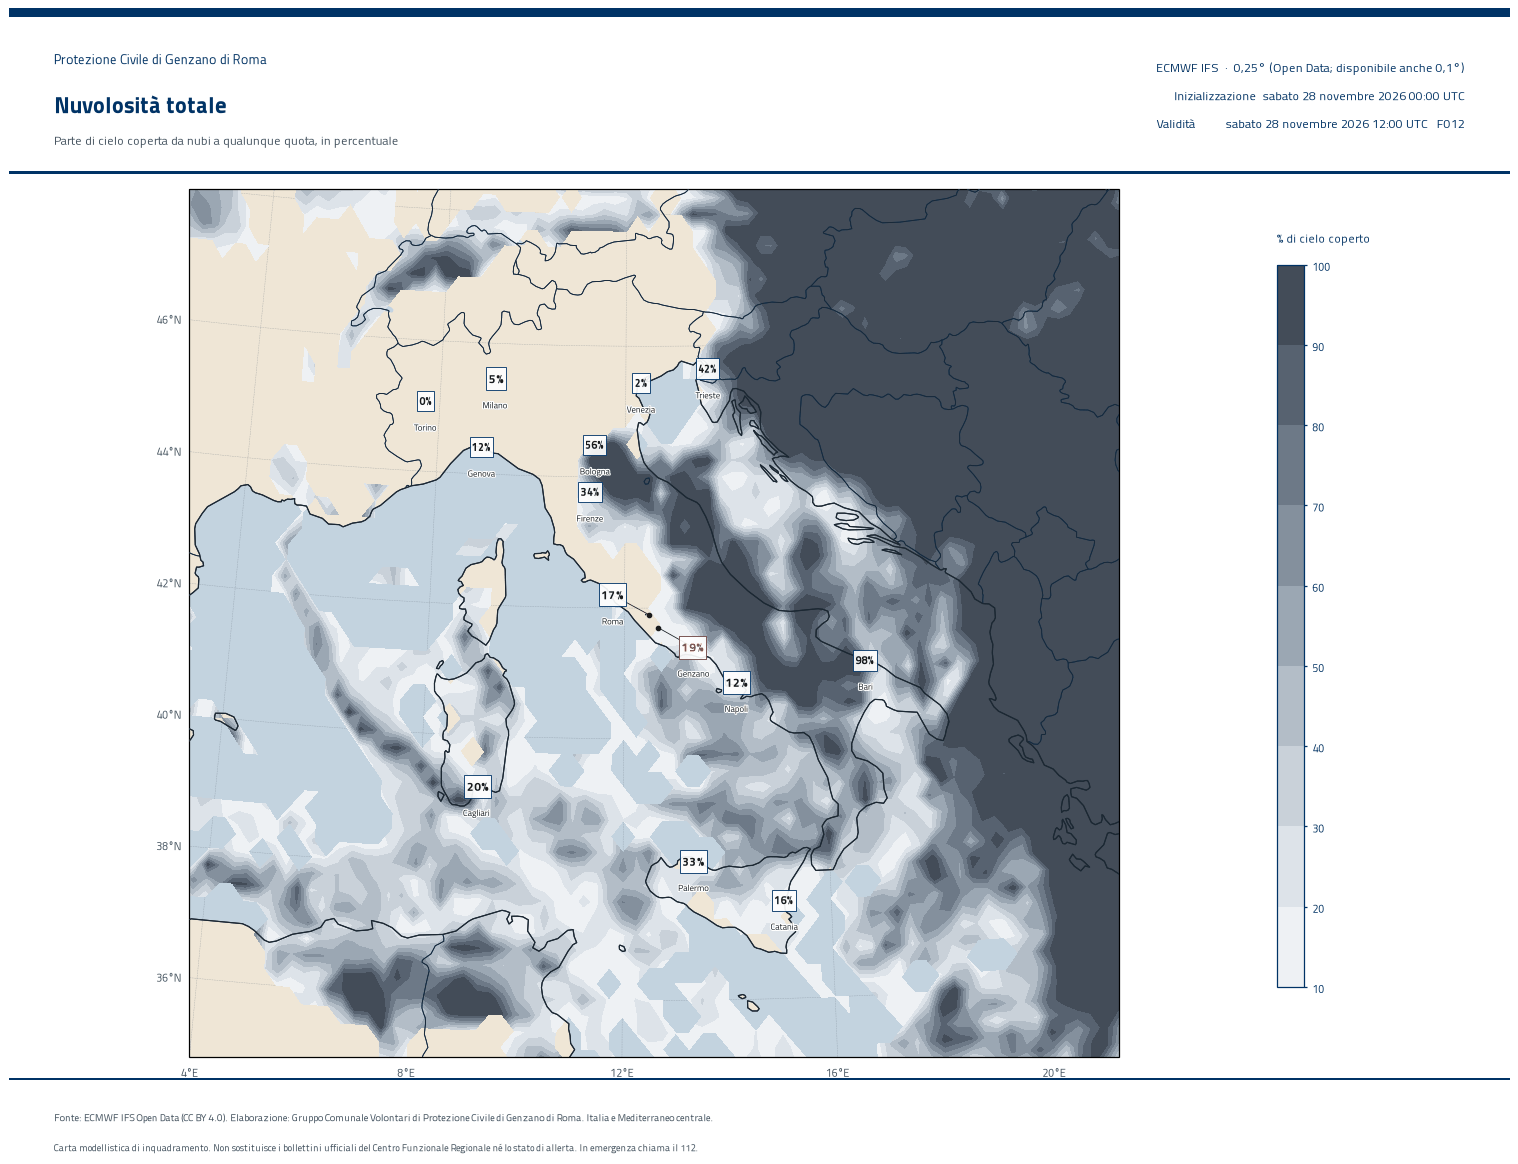 Protezione Civile di Genzano di Roma
Nuvolosità totale
Parte di cielo coperta da nubi a qualunque quota, in percentuale
ECMWF IFS · 0,25° (Open Data; disponibile anche 0,1°)
Inizializzazione sabato 28 novembre 2026 00:00 UTC
Validità sabato 28 novembre 2026 12:00 UTC F012
% di cielo coperto
100
90
80
70
60
50
40
30
20
10
46°N
44°N
42°N
40°N
38°N
36°N
4°E
8°E
12°E
16°E
20°E
42%
Trieste
5%
Milano
2%
Venezia
0%
Torino
12%
Genova
56%
Bologna
34%
Firenze
17%
Roma
19%
Genzano
98%
Bari
12%
Napoli
20%
Cagliari
33%
Palermo
16%
Catania
Fonte: ECMWF IFS Open Data (CC BY 4.0). Elaborazione: Gruppo Comunale Volontari di Protezione Civile di Genzano di Roma. Italia e Mediterraneo centrale.
Carta modellistica di inquadramento. Non sostituisce i bollettini ufficiali del Centro Funzionale Regionale né lo stato di allerta. In emergenza chiama il 112.